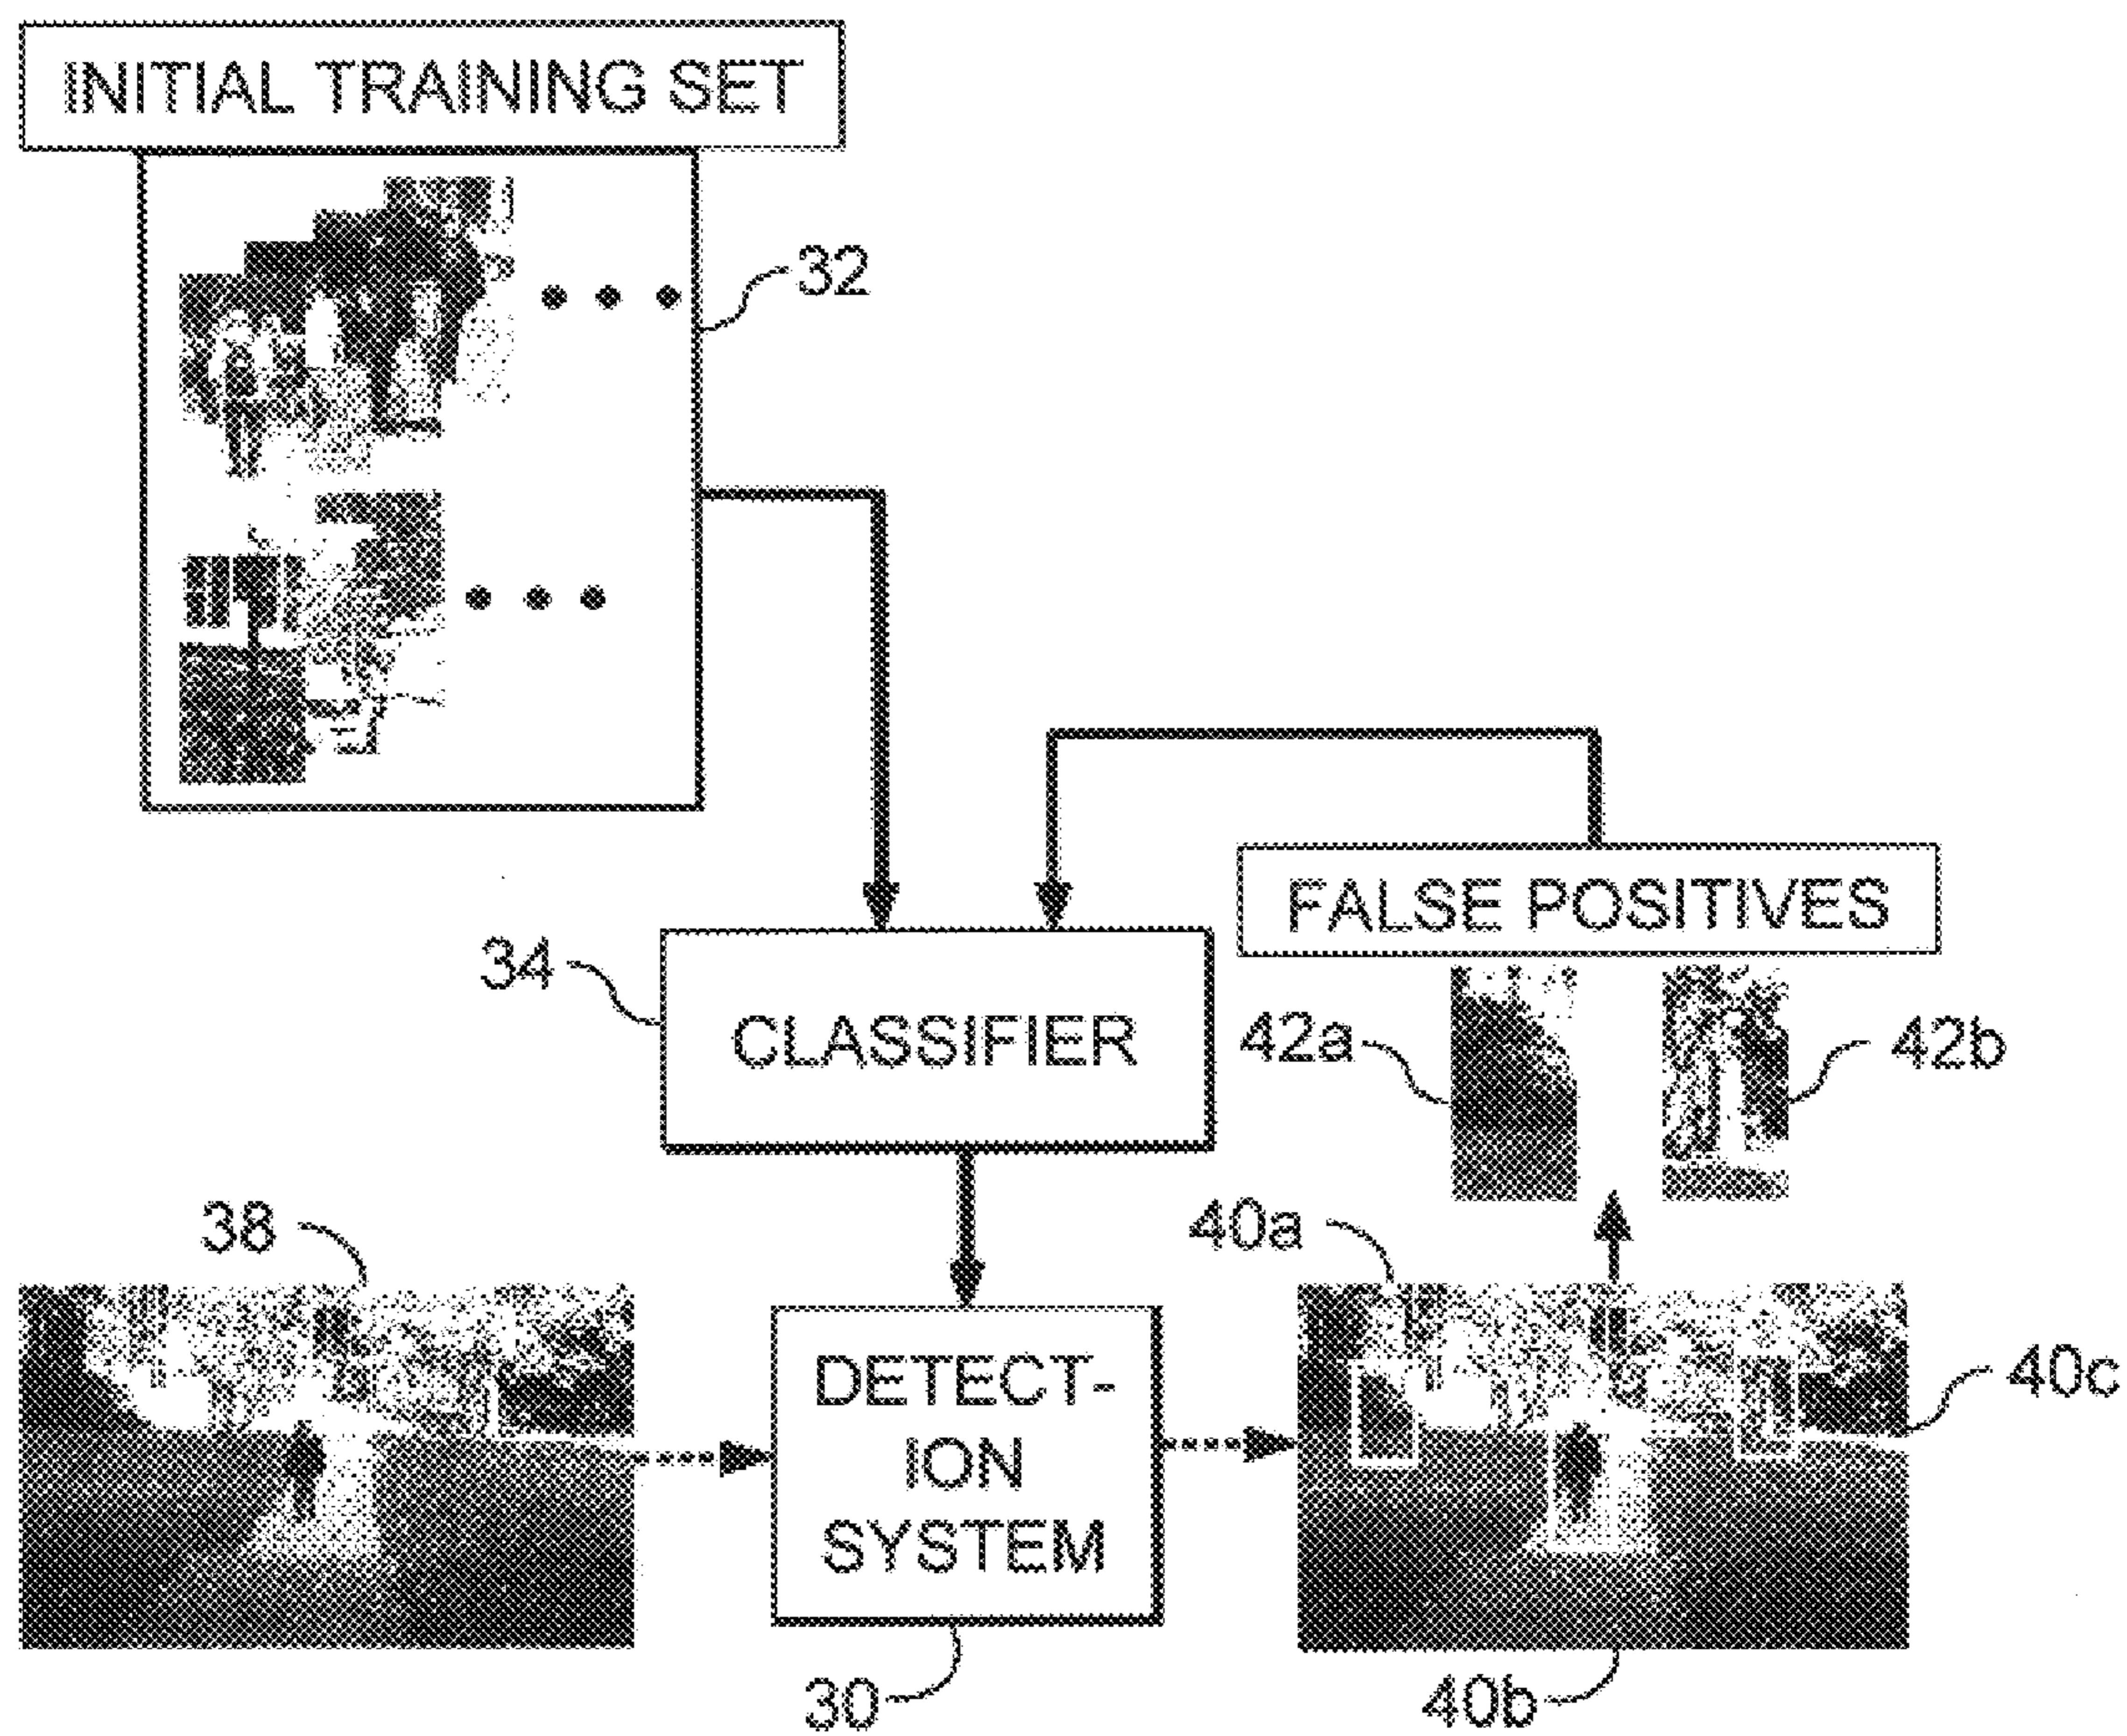 INITIAL TRAINING SET
32
FALSE POSITIVES
34
CLASSIFIER
42a
42b
38
40a
DETECT-
ION
SYSTEM
40c
30
40b